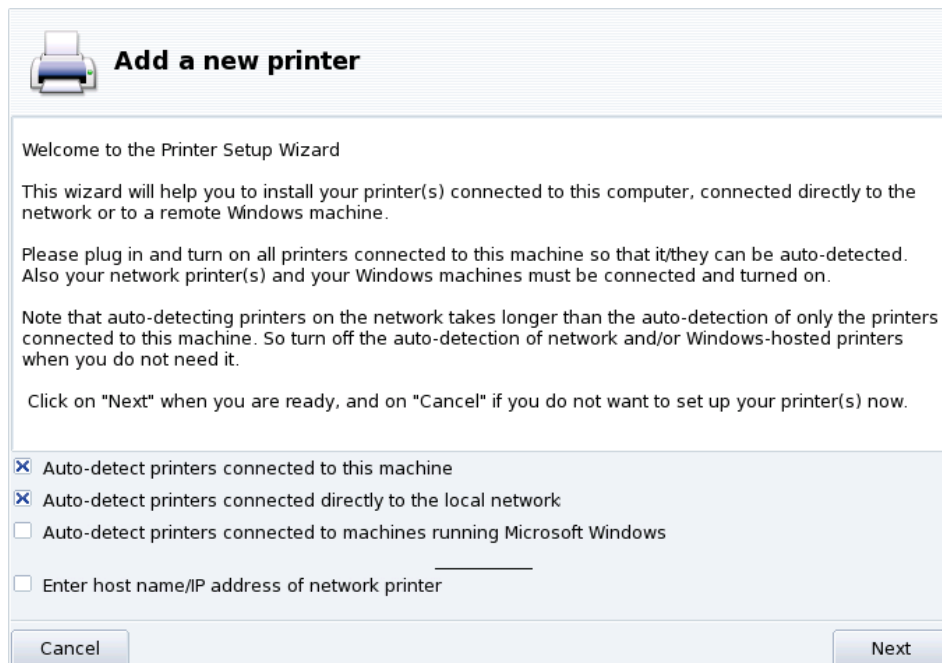 Add a new printer
Welcome to the Printer Setup Wizard
This wizard will help you to install your printer(s) connected to this computer, connected directly to the
network or to a remote Windows machine.
Please plug in and turn on all printers connected to this machine so that it/they can be auto-detected.
Also your network printer(s) and your Windows machines must be connected and turned on.
Note that auto-detecting printers on the network takes longer than the auto-detection of only the printers
connected to this machine. So turn off the auto-detection of network and/or Windows-hosted printers
when you do not need it.
Click on "Next" when you are ready, and on "Cancel" if you do not want to set up your printer(s) now.
Auto-detect printers connected to this machine
Auto-detect printers connected directly to the local network
Auto-detect printers connected to machines running Microsoft Windows
Enter host name/IP address of network printer
Cancel
Next